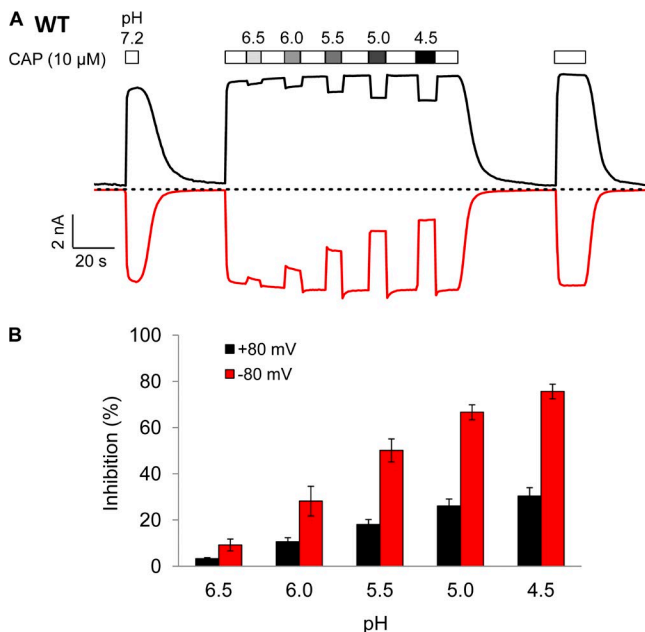 A WT
pH
7.2 6.5 6.0 5.5 5.0 4.5
CAP (10 μM)
2 nA
20 s
B
100
80
60
40
20
0
Inhibition (%)
+80 mV
-80 mV
6.5 6.0 5.5 5.0 4.5
pH